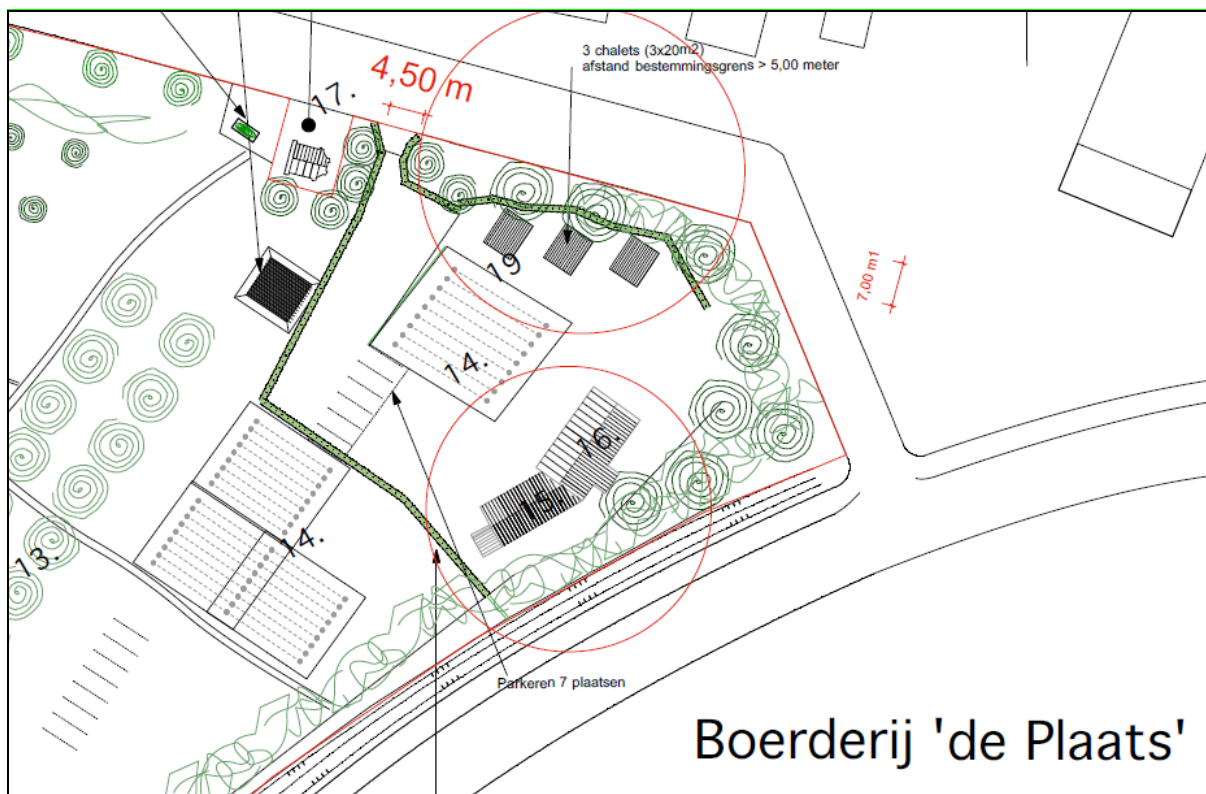 3 chalets (3x20m2)
afstand bestemmingsgrens > 5,00 meter
4,50 m
17.
19
7,00 m1
14.
16.
15.
14.
13.
Parkeren 7 plaatsen
Boerderij 'de Plaats'